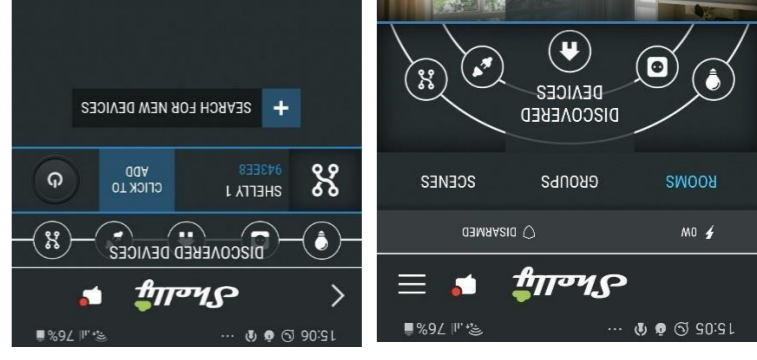 15:05 ... 76%
Shelly
0W DISARMED
ROOMS GROUPS SCENES
DISCOVERED
DEVICES
15:06 ... 76%
Shelly
DISCOVERED DEVICES
SHELLY 1
943EE8
CLICK TO
ADD
+ SEARCH FOR NEW DEVICES